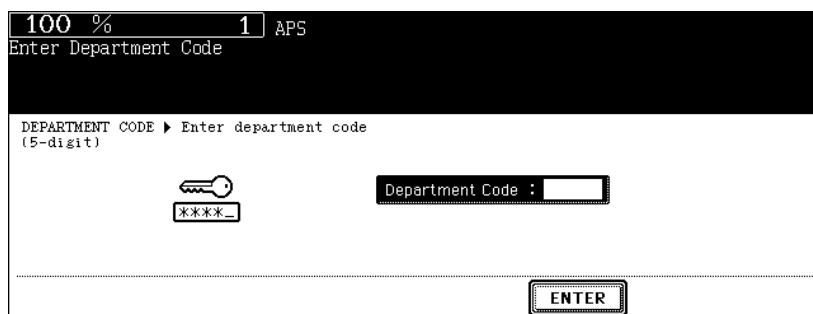 100 % 1 APS
Enter Department Code
DEPARTMENT CODE ▶ Enter department code
(5-digit)
Department Code :
****_
ENTER